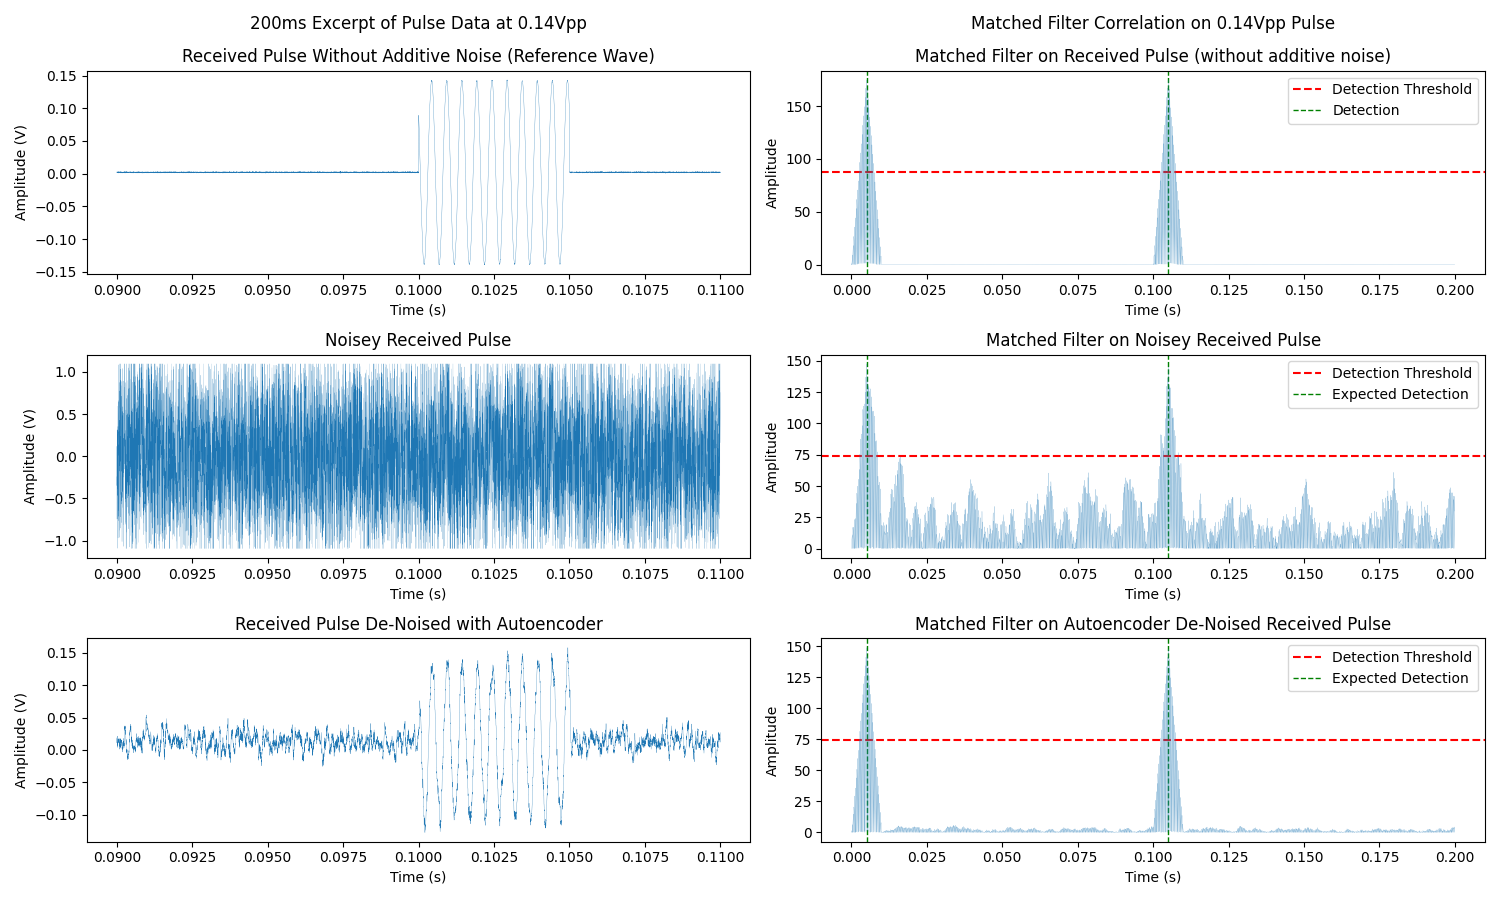 200ms Excerpt of Pulse Data at 0.14Vpp
Received Pulse Without Additive Noise (Reference Wave)
Amplitude (V)
0.15
0.10
0.05
0.00
−0.05
−0.10
−0.15
0.0900 0.0925 0.0950 0.0975 0.1000 0.1025 0.1050 0.1075 0.1100
Time (s)
Noisey Received Pulse
Amplitude (V)
1.0
0.5
0.0
−0.5
−1.0
0.0900 0.0925 0.0950 0.0975 0.1000 0.1025 0.1050 0.1075 0.1100
Time (s)
Received Pulse De-Noised with Autoencoder
Amplitude (V)
0.15
0.10
0.05
0.00
−0.05
−0.10
0.0900 0.0925 0.0950 0.0975 0.1000 0.1025 0.1050 0.1075 0.1100
Time (s)
Matched Filter Correlation on 0.14Vpp Pulse
Matched Filter on Received Pulse (without additive noise)
Amplitude
150
100
50
0
Detection Threshold
Detection
0.000 0.025 0.050 0.075 0.100 0.125 0.150 0.175 0.200
Time (s)
Matched Filter on Noisey Received Pulse
Amplitude
150
125
100
75
50
25
0
Detection Threshold
Expected Detection
0.000 0.025 0.050 0.075 0.100 0.125 0.150 0.175 0.200
Time (s)
Matched Filter on Autoencoder De-Noised Received Pulse
Amplitude
150
125
100
75
50
25
0
Detection Threshold
Expected Detection
0.000 0.025 0.050 0.075 0.100 0.125 0.150 0.175 0.200
Time (s)